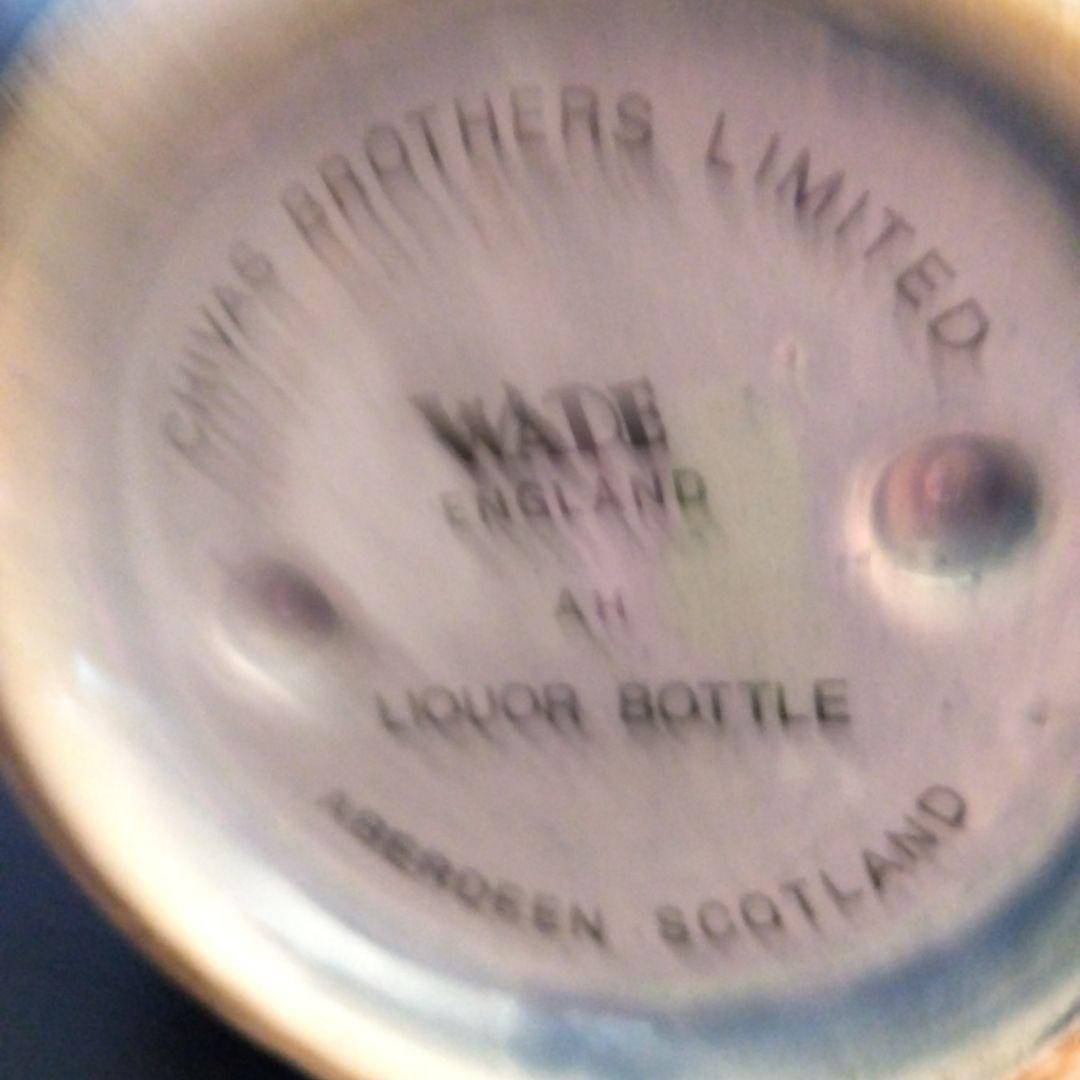 CHIVAS BROTHERS LIMITED
WADE
ENGLAND
AH
LIQUOR BOTTLE
ABERDEEN SCOTLAND